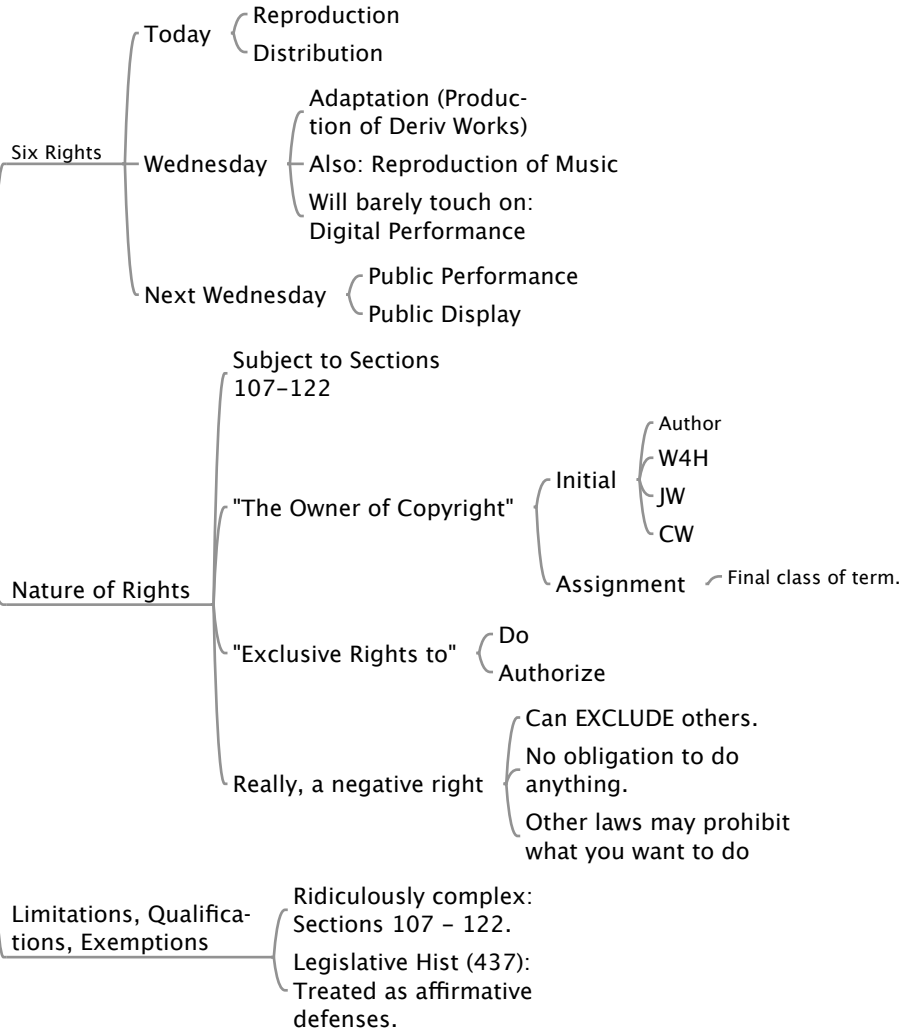 Six Rights
Today
Reproduction
Distribution
Wednesday
Adaptation (Produc-
tion of Deriv Works)
Also: Reproduction of Music
Will barely touch on:
Digital Performance
Next Wednesday
Public Performance
Public Display
Nature of Rights
Subject to Sections
107–122
"The Owner of Copyright"
Initial
Author
W4H
JW
CW
Assignment
Final class of term.
"Exclusive Rights to"
Do
Authorize
Really, a negative right
Can EXCLUDE others.
No obligation to do
anything.
Other laws may prohibit
what you want to do
Limitations, Qualifica-
tions, Exemptions
Ridiculously complex:
Sections 107 – 122.
Legislative Hist (437):
Treated as affirmative
defenses.